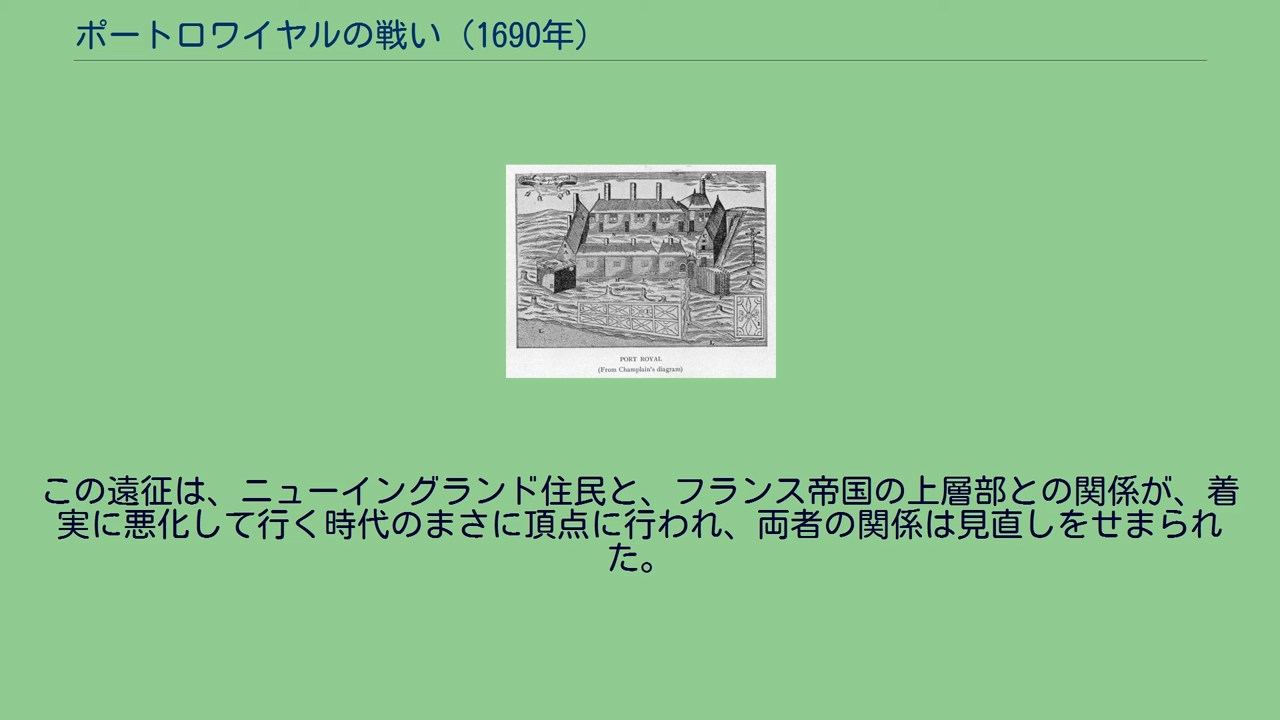 ポートロワイヤルの戦い（1690年）
PORT ROYAL
(From Champlain's diagram)
この遠征は、ニューイングランド住民と、フランス帝国の上層部との関係が、着
実に悪化して行く時代のまさに頂点に行われ、両者の関係は見直しをせまられ
た。